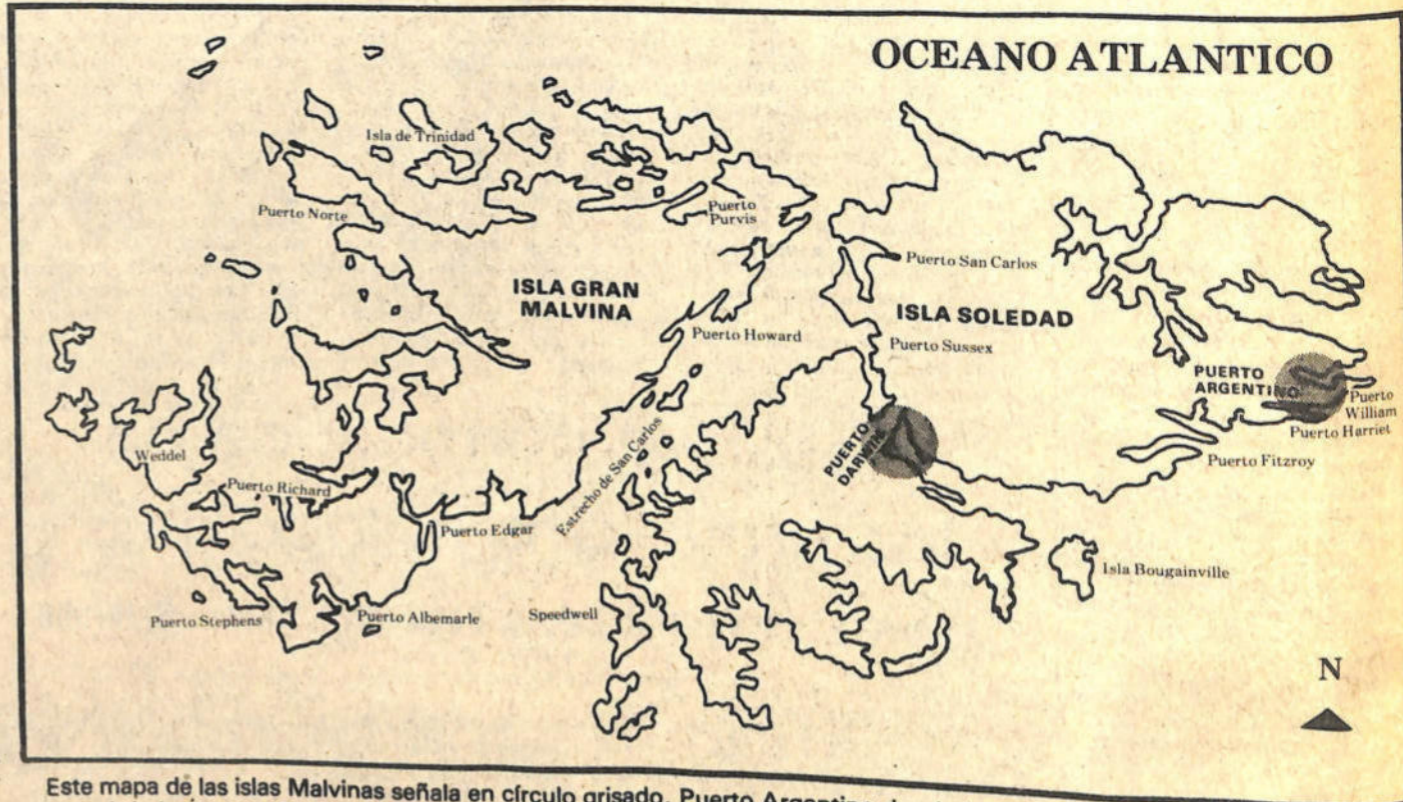 OCEANO ATLANTICO
Isla de Trinidad
Puerto Norte
Puerto
Purvis
Puerto San Carlos
ISLA GRAN
MALVINA
ISLA SOLEDAD
Puerto Howard
Puerto Sussex
PUERTO
ARGENTINO
Puerto
William
Puerto Harriet
PUERTO
DARWIN
Estrecho de San Carlos
Puerto Fitzroy
Weddel
Puerto Richard
Puerto Edgar
Isla Bougainville
Puerto Stephens
Puerto Albemarle
Speedwell
N
Este mapa de las islas Malvinas señala en círculo grisado, Puerto